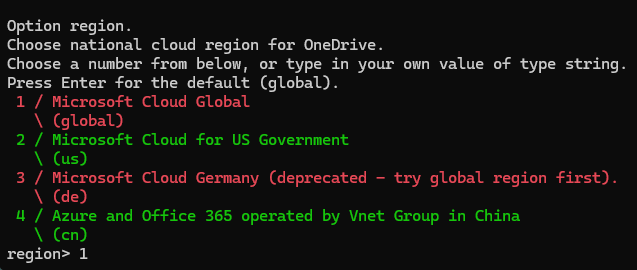 Option region.
Choose national cloud region for OneDrive.
Choose a number from below, or type in your own value of type string.
Press Enter for the default (global).
 1 / Microsoft Cloud Global
   \ (global)
 2 / Microsoft Cloud for US Government
   \ (us)
 3 / Microsoft Cloud Germany (deprecated - try global region first).
   \ (de)
 4 / Azure and Office 365 operated by Vnet Group in China
   \ (cn)
region> 1